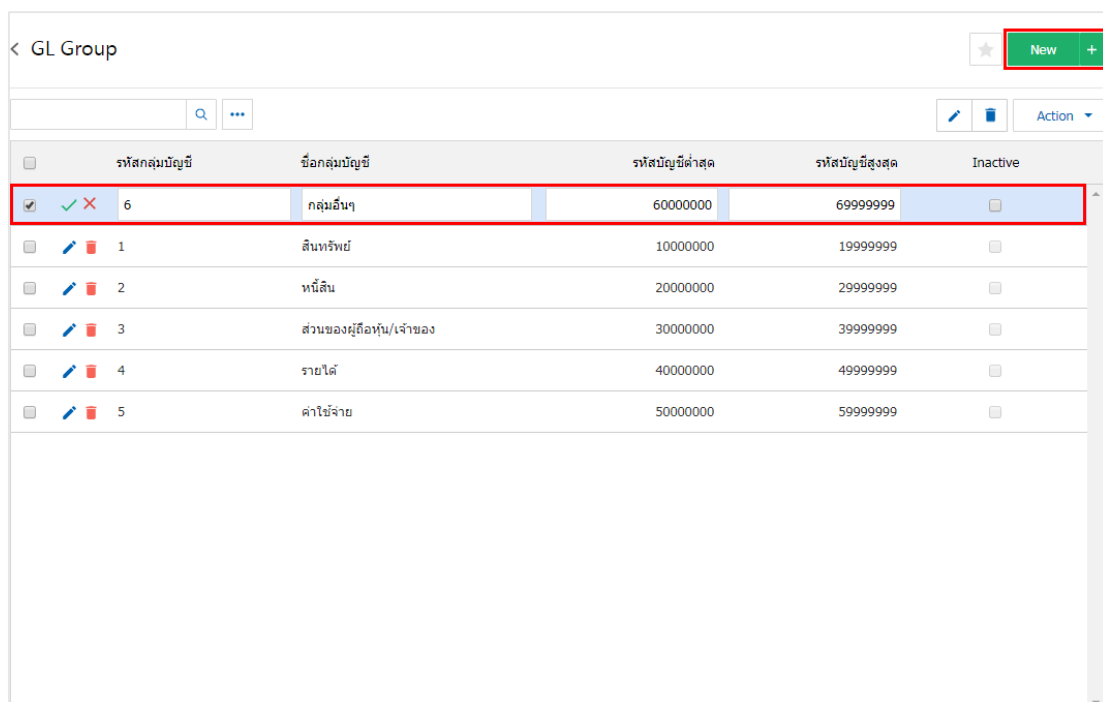 < GL Group New +
Action
รหัสกลุ่มบัญชี ชื่อกลุ่มบัญชี รหัสบัญชีต่ำสุด รหัสบัญชีสูงสุด Inactive
6 กลุ่มอื่นๆ 60000000 69999999
1 สินทรัพย์ 10000000 19999999
2 หนี้สิน 20000000 29999999
3 ส่วนของผู้ถือหุ้น/เจ้าของ 30000000 39999999
4 รายได้ 40000000 49999999
5 ค่าใช้จ่าย 50000000 59999999